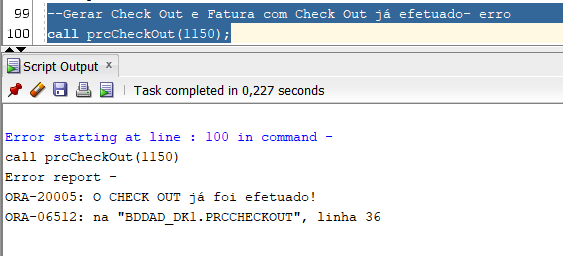 99 --Gerar Check Out e Fatura com Check Out já efetuado- erro
100 call prcCheckOut(1150);
Script Output x
Task completed in 0,227 seconds
Error starting at line : 100 in command -
call prcCheckOut(1150)
Error report -
ORA-20005: O CHECK OUT já foi efetuado!
ORA-06512: na "BDDAD_DK1.PRCCHECKOUT", linha 36